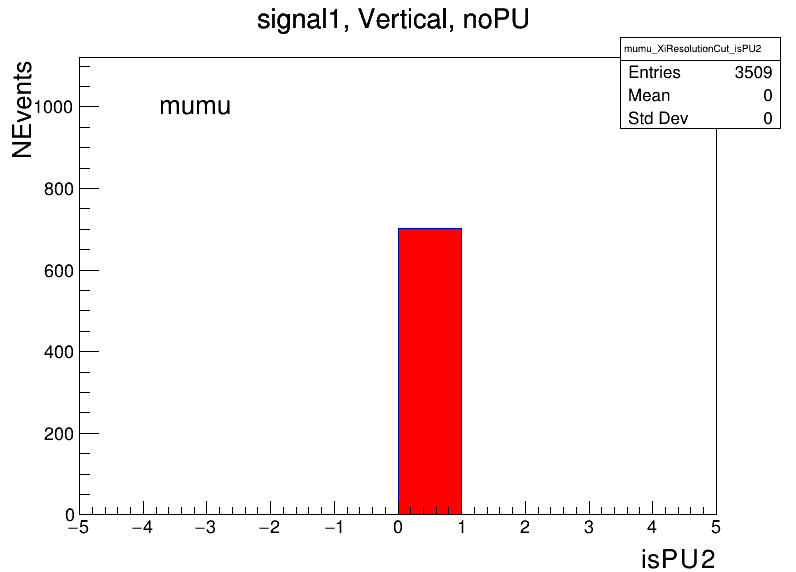 signal1, Vertical, noPU
mumu_XiResolutionCut_isPU2
Entries 3509
Mean 0
Std Dev 0
NEvents
mumu
1000
800
600
400
200
0
−5 −4 −3 −2 −1 0 1 2 3 4 5
isPU2